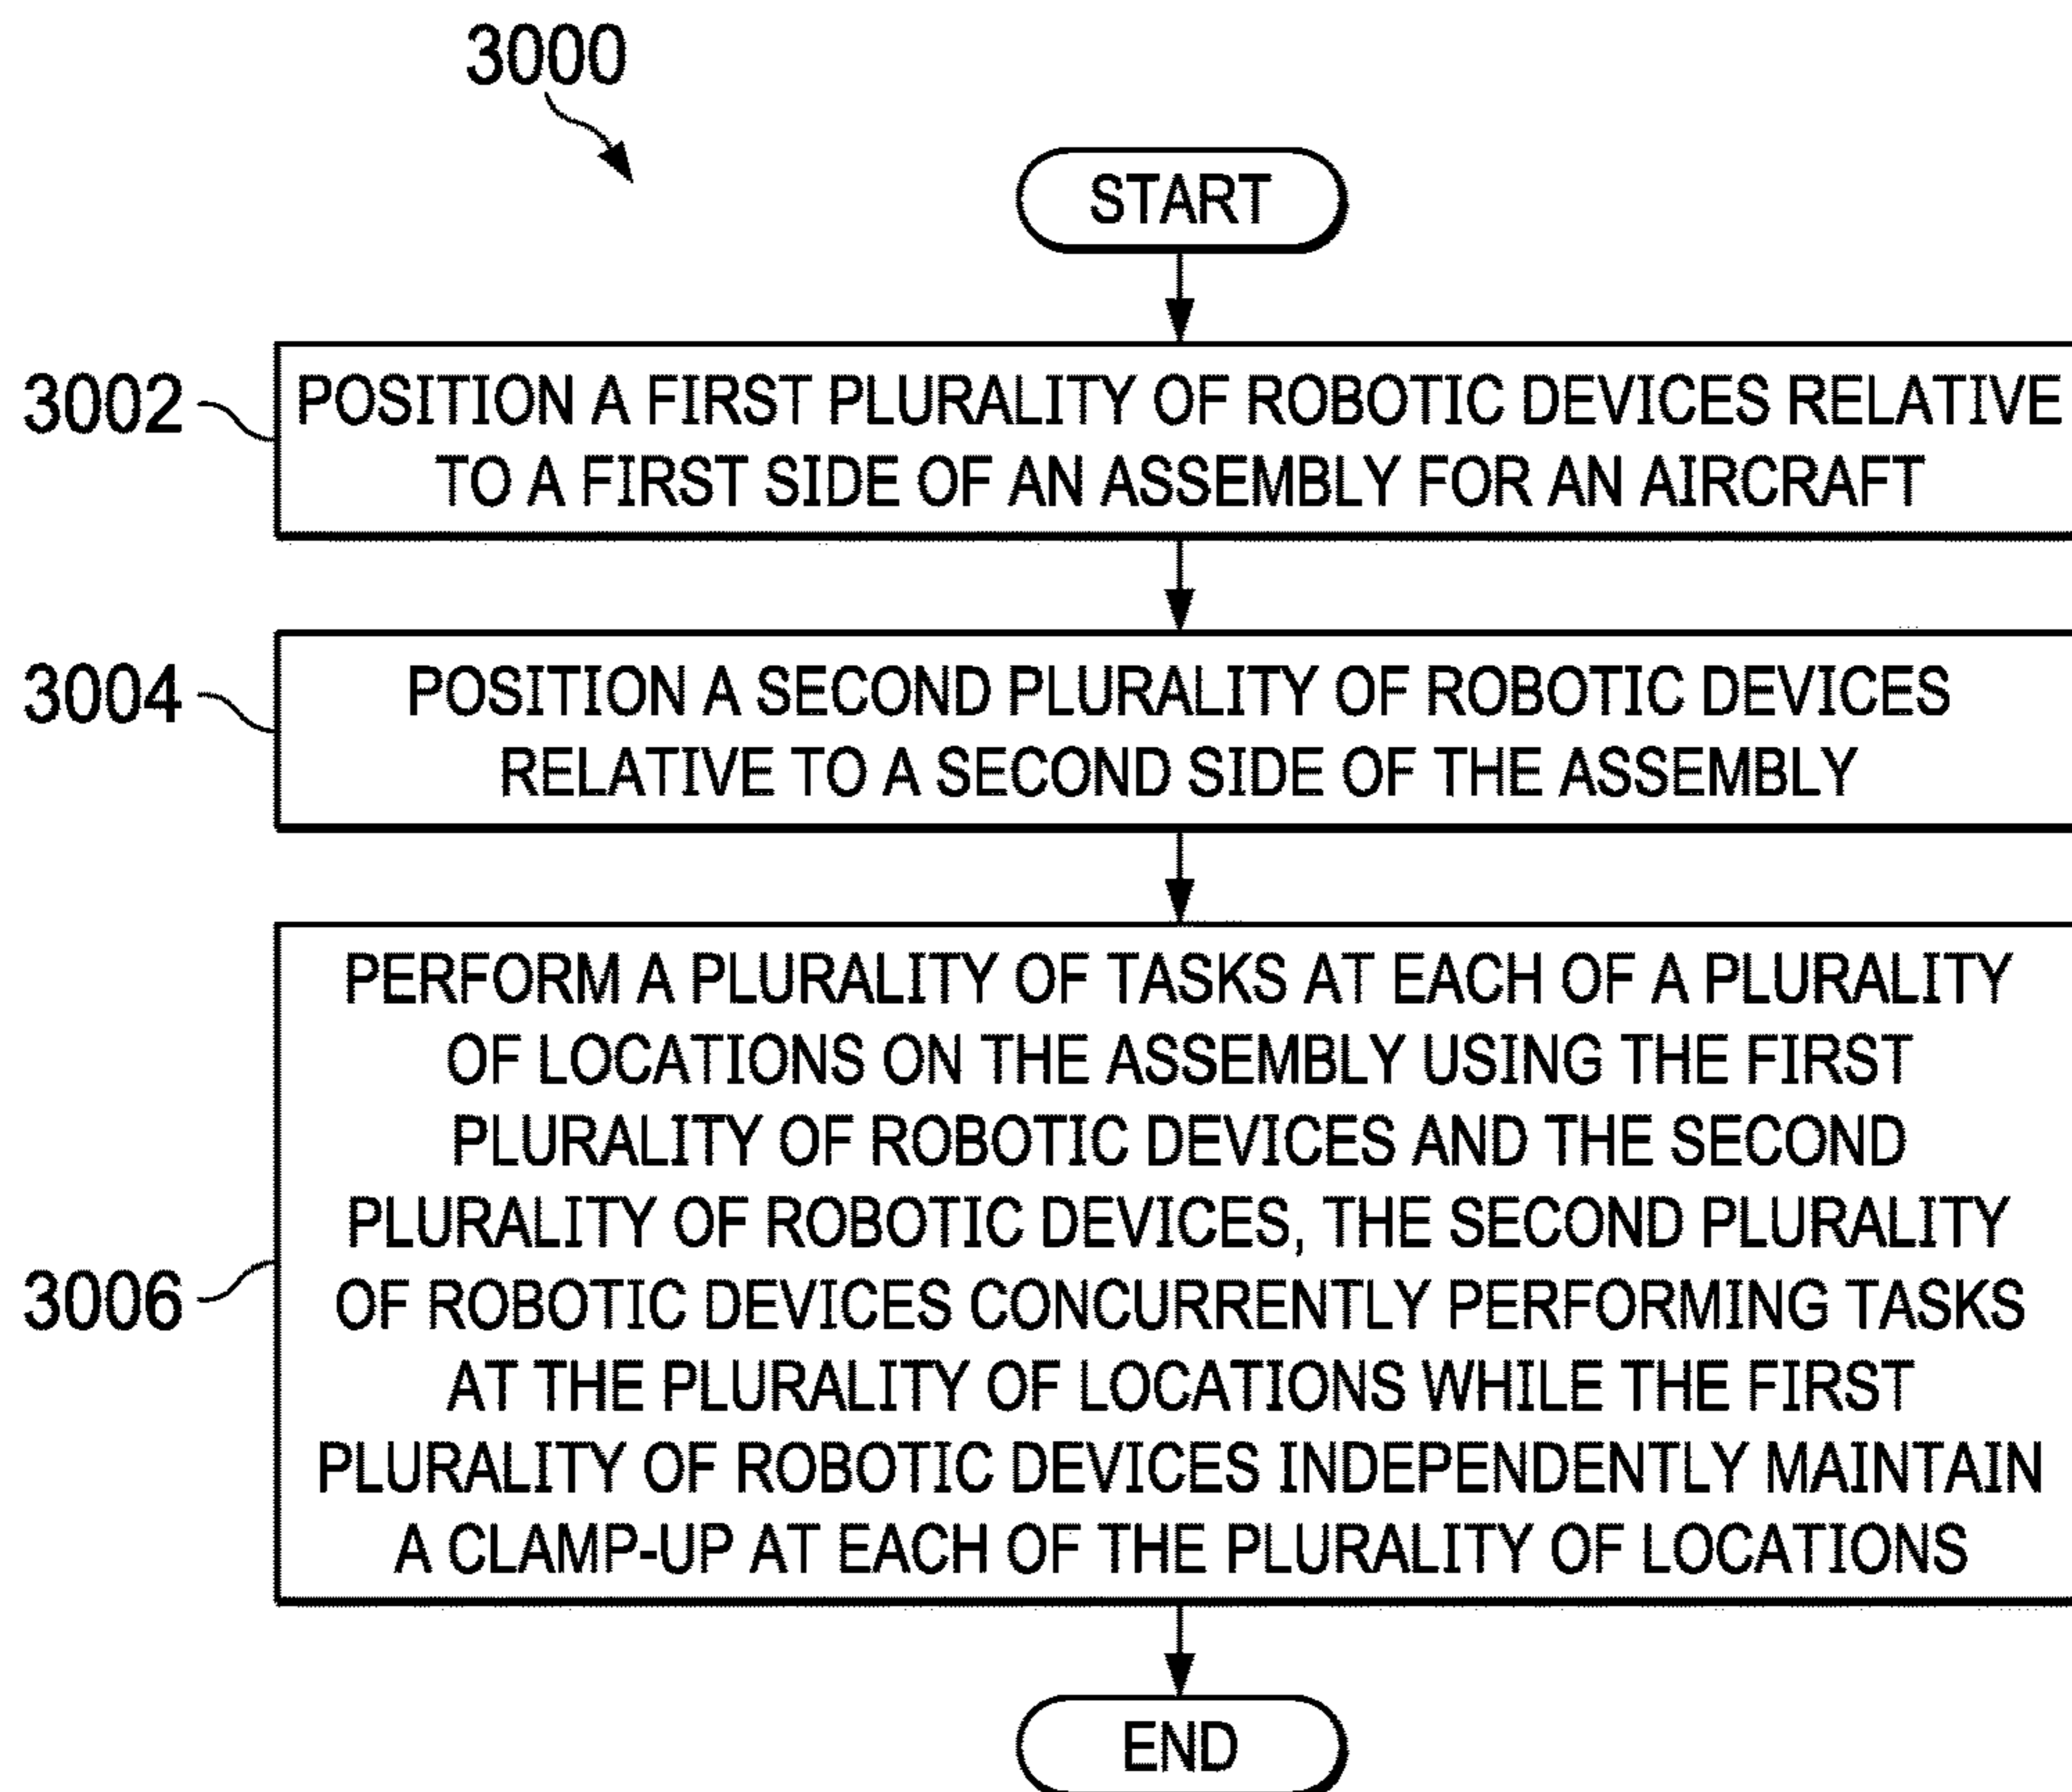 3000
START
3002
POSITION A FIRST PLURALITY OF ROBOTIC DEVICES RELATIVE
TO A FIRST SIDE OF AN ASSEMBLY FOR AN AIRCRAFT
3004
POSITION A SECOND PLURALITY OF ROBOTIC DEVICES
RELATIVE TO A SECOND SIDE OF THE ASSEMBLY
3006
PERFORM A PLURALITY OF TASKS AT EACH OF A PLURALITY
OF LOCATIONS ON THE ASSEMBLY USING THE FIRST
PLURALITY OF ROBOTIC DEVICES AND THE SECOND
PLURALITY OF ROBOTIC DEVICES, THE SECOND PLURALITY
OF ROBOTIC DEVICES CONCURRENTLY PERFORMING TASKS
AT THE PLURALITY OF LOCATIONS WHILE THE FIRST
PLURALITY OF ROBOTIC DEVICES INDEPENDENTLY MAINTAIN
A CLAMP-UP AT EACH OF THE PLURALITY OF LOCATIONS
END